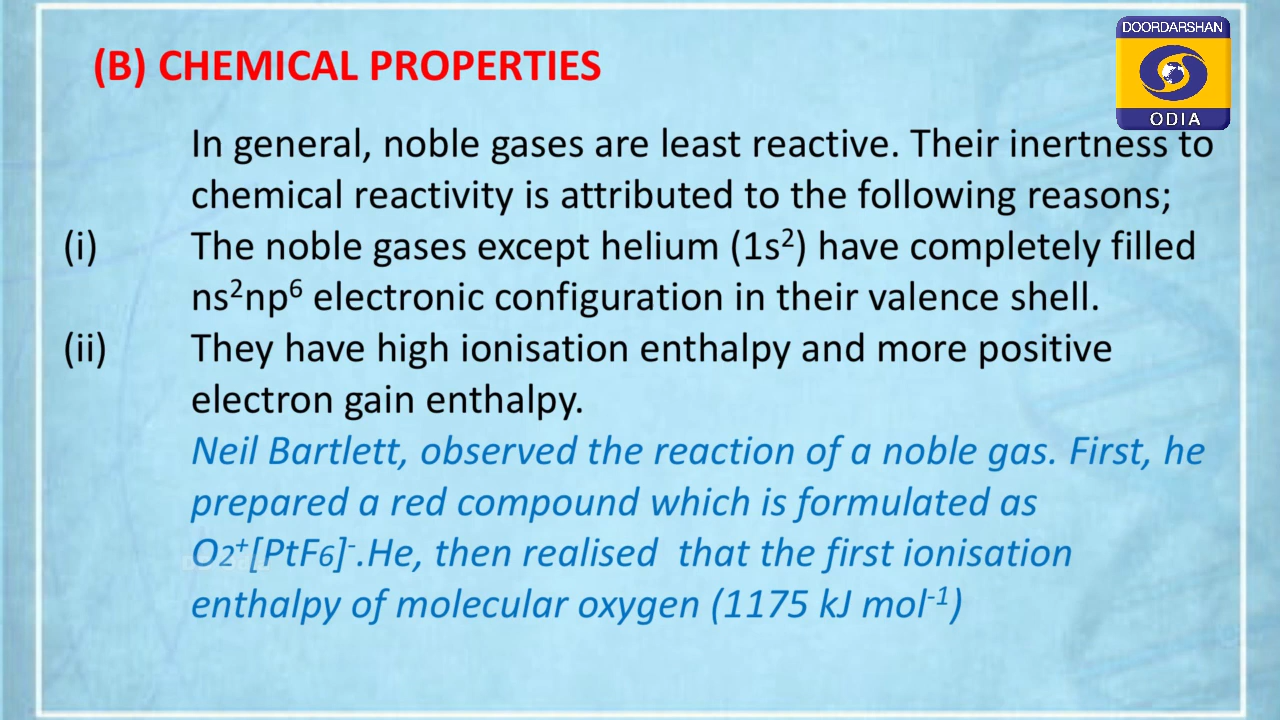 DOORDARSHAN
ODIA
(B) CHEMICAL PROPERTIES
In general, noble gases are least reactive. Their inertness to
chemical reactivity is attributed to the following reasons;
(i) The noble gases except helium (1s²) have completely filled
ns²np⁶ electronic configuration in their valence shell.
(ii) They have high ionisation enthalpy and more positive
electron gain enthalpy.
Neil Bartlett, observed the reaction of a noble gas. First, he
prepared a red compound which is formulated as
O₂⁺[PtF₆]⁻.He, then realised that the first ionisation
enthalpy of molecular oxygen (1175 kJ mol⁻¹)